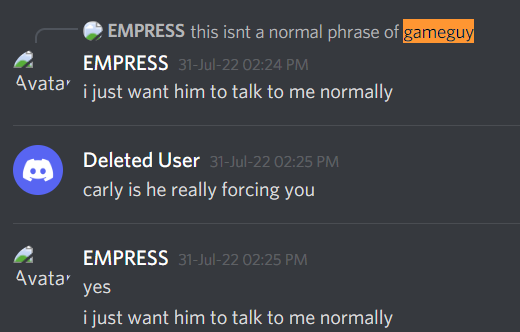 EMPRESS this isnt a normal phrase of gameguy
EMPRESS 31-Jul-22 02:24 PM
Avatar
i just want him to talk to me normally
Deleted User 31-Jul-22 02:25 PM
carly is he really forcing you
EMPRESS 31-Jul-22 02:25 PM
Avatar
yes
i just want him to talk to me normally